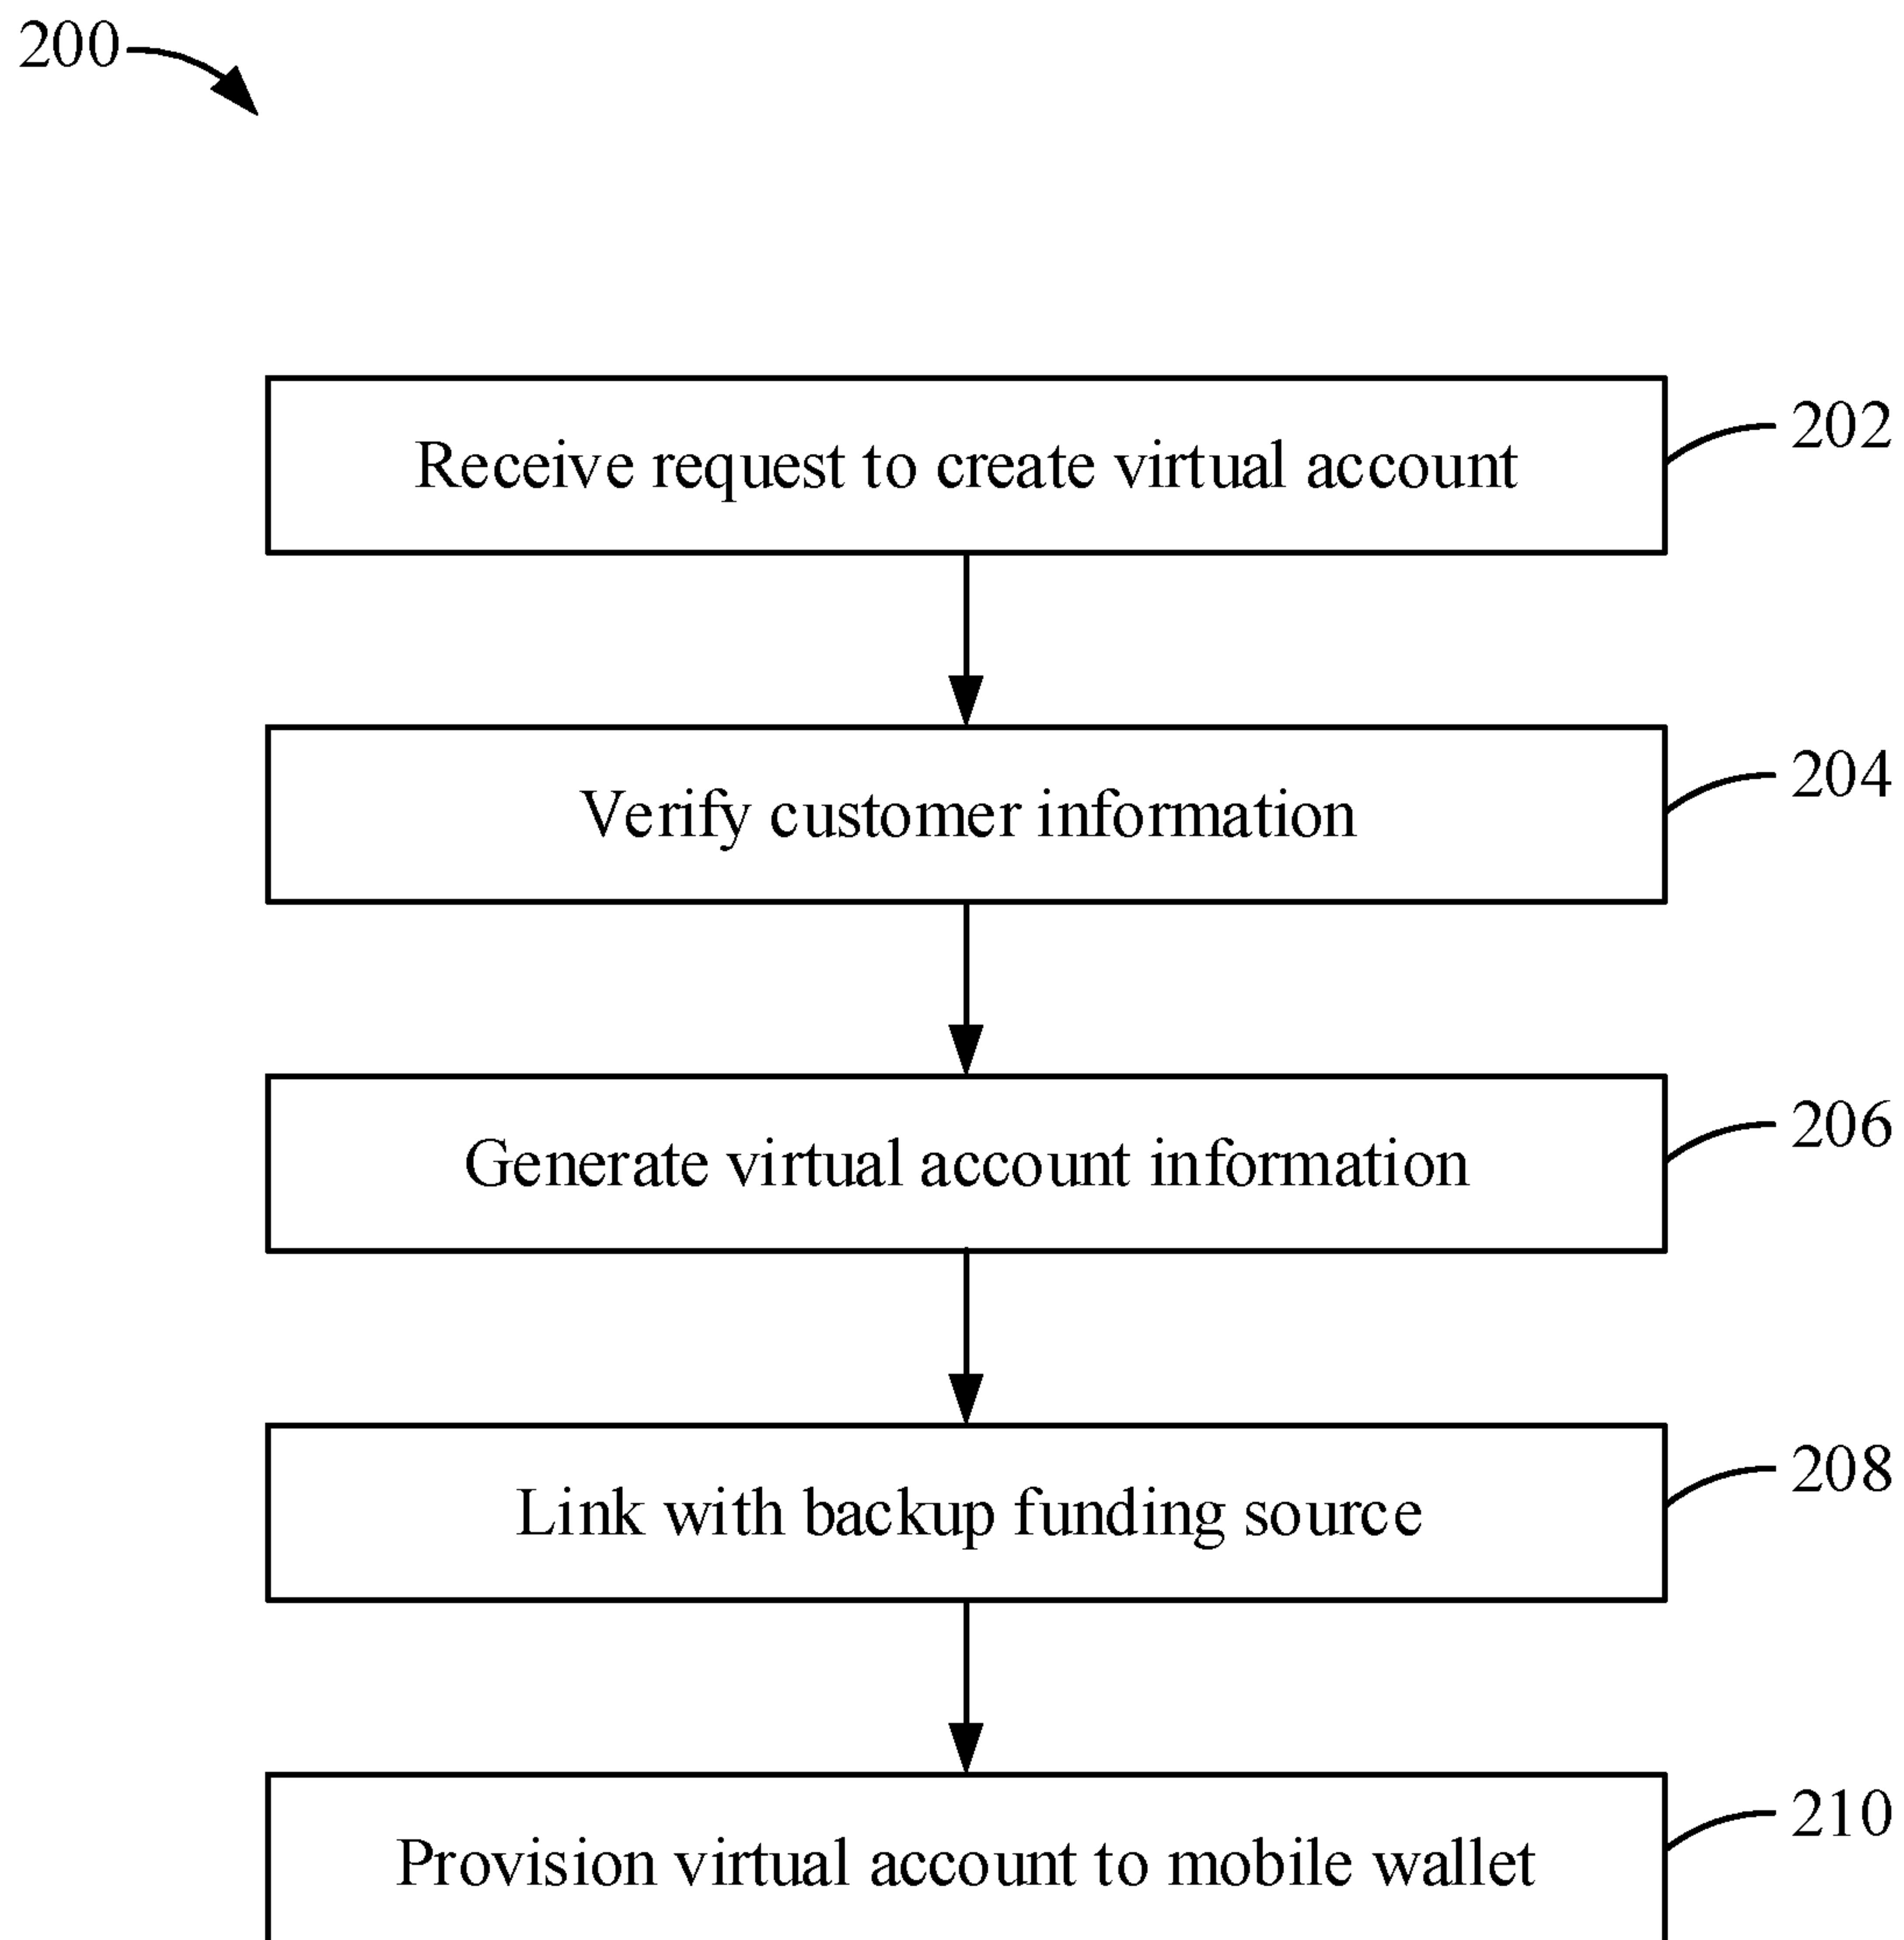 200
Receive request to create virtual account
202
Verify customer information
204
Generate virtual account information
206
Link with backup funding source
208
Provision virtual account to mobile wallet
210